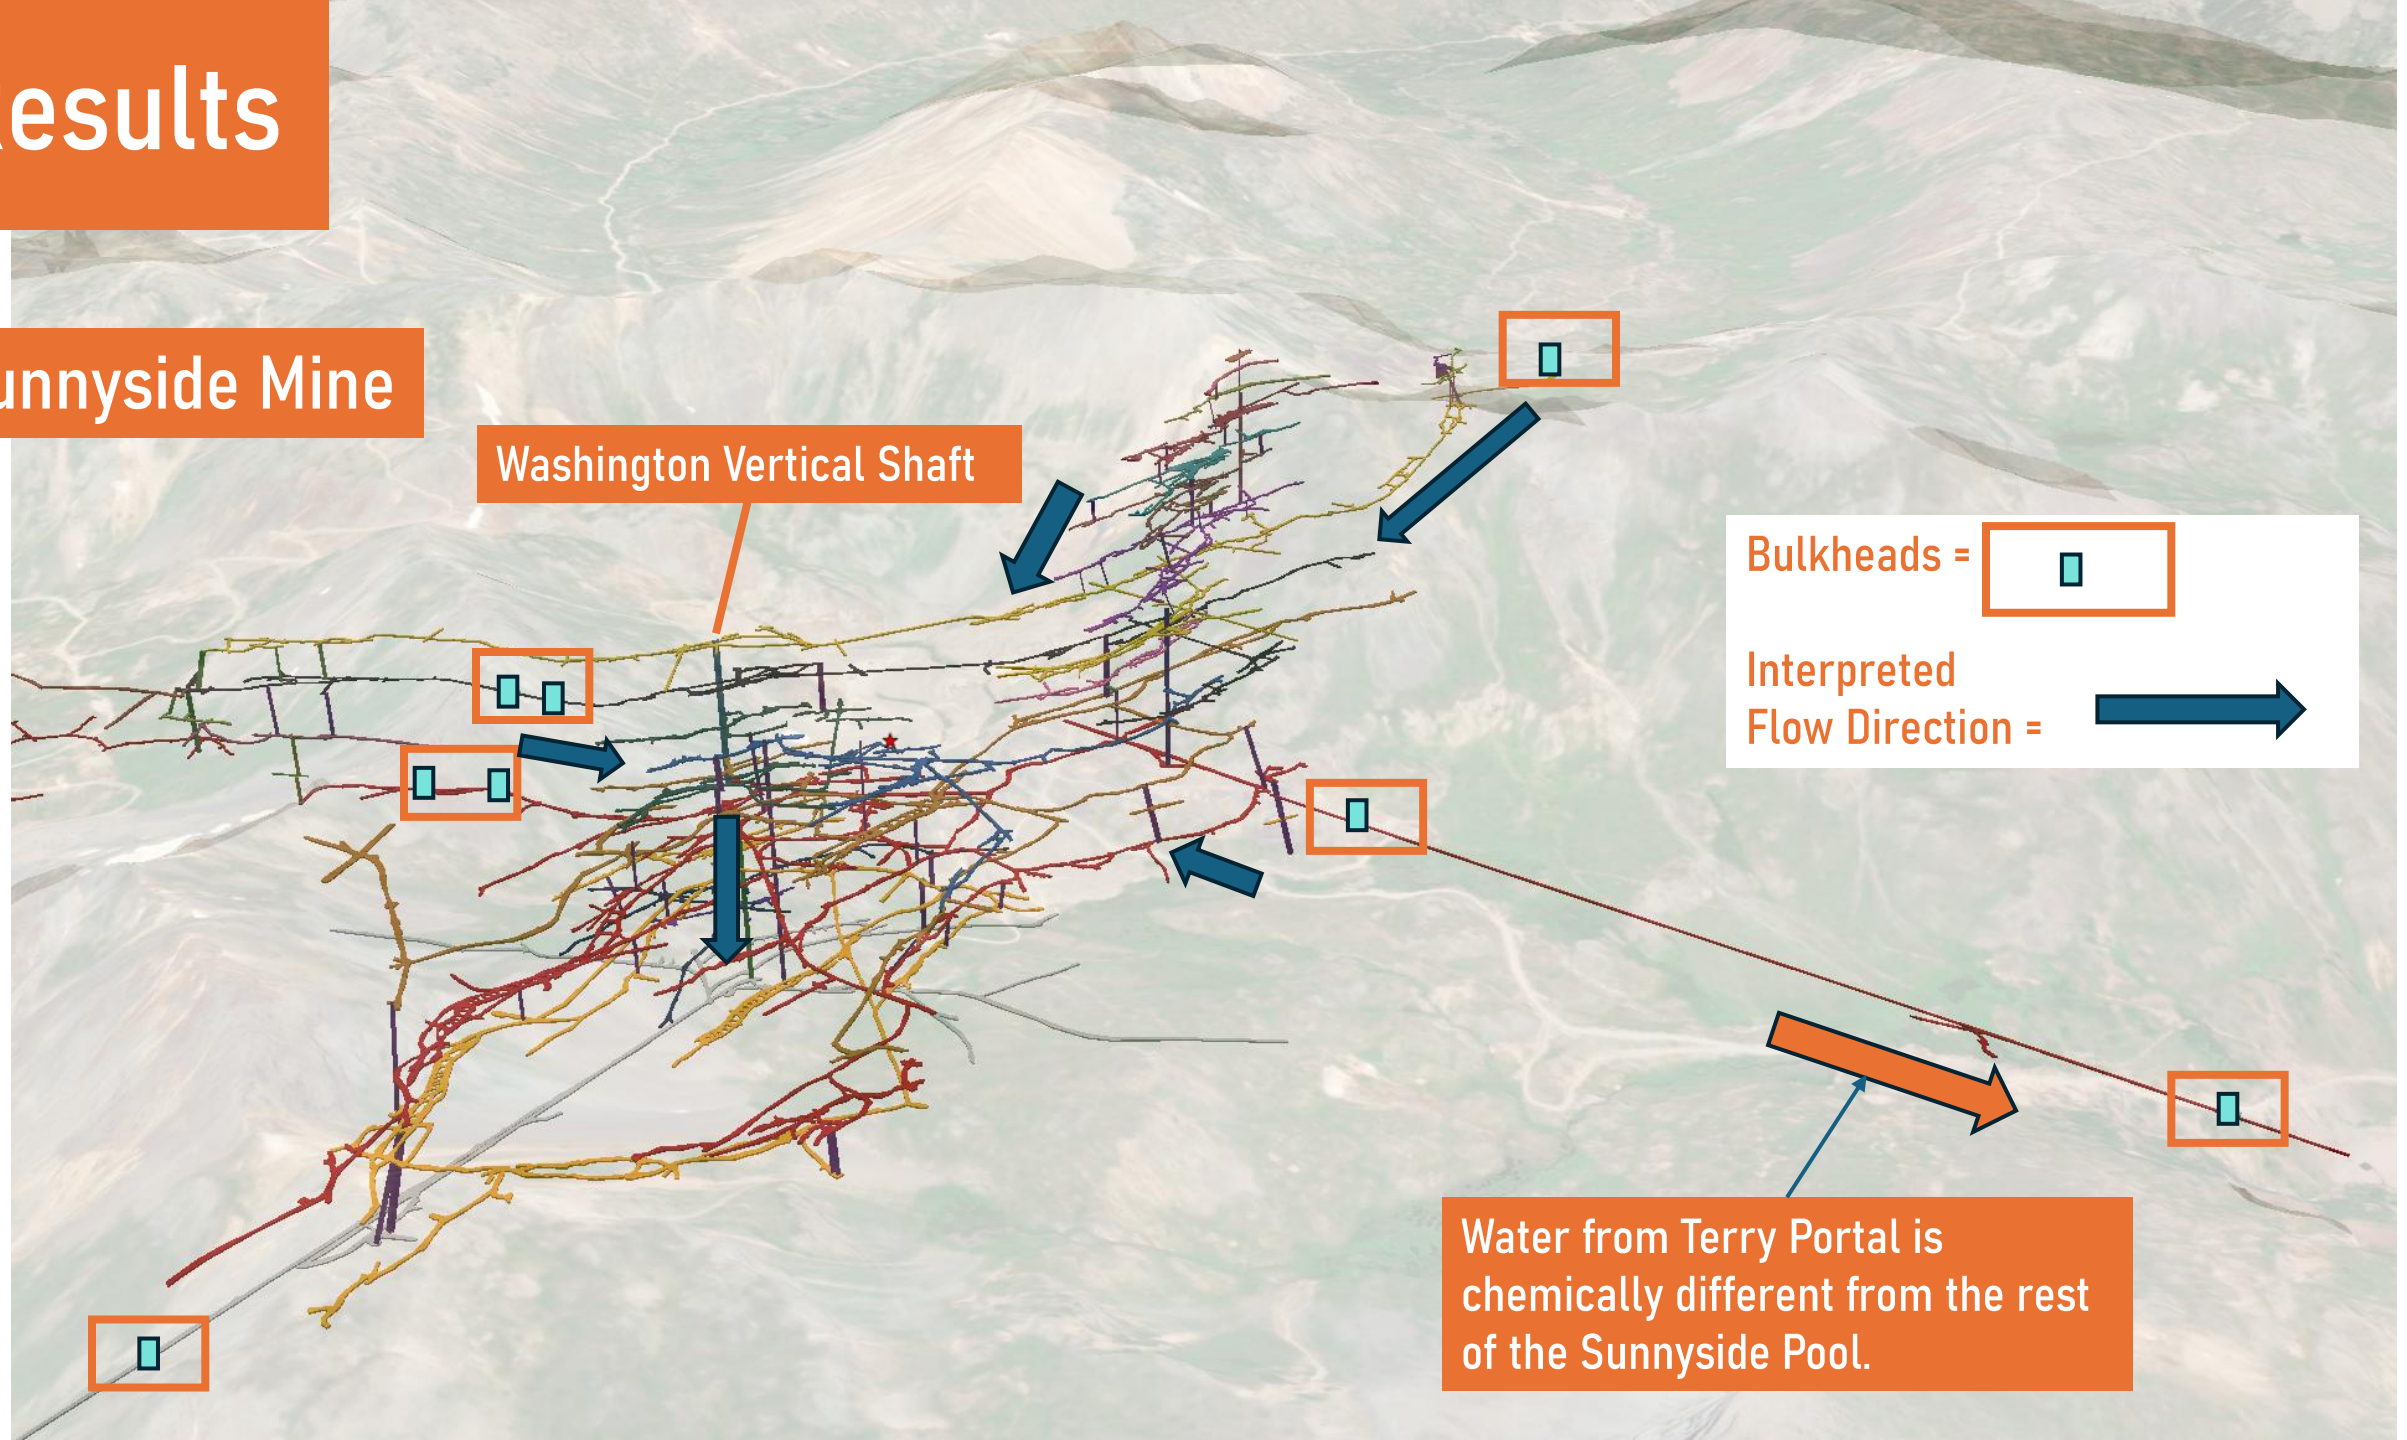 esults
unnyside Mine
Washington Vertical Shaft
Bulkheads =
Interpreted
Flow Direction =
Water from Terry Portal is
chemically different from the rest
of the Sunnyside Pool.